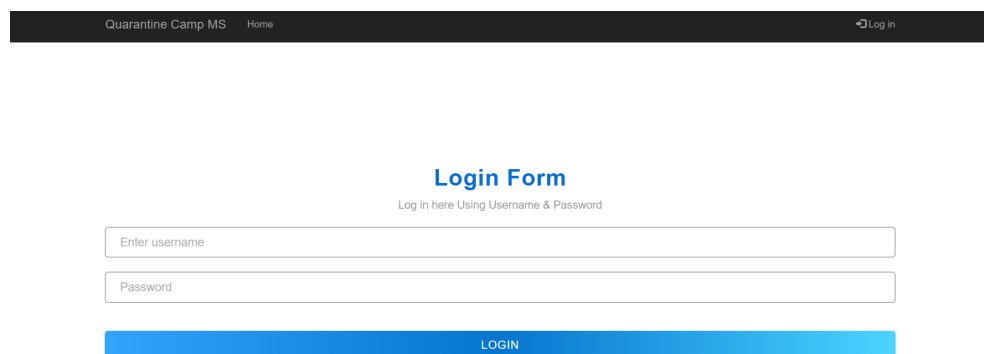 Quarantine Camp MS Home Log in
Login Form
Log in here Using Username & Password
Enter username
Password
LOGIN